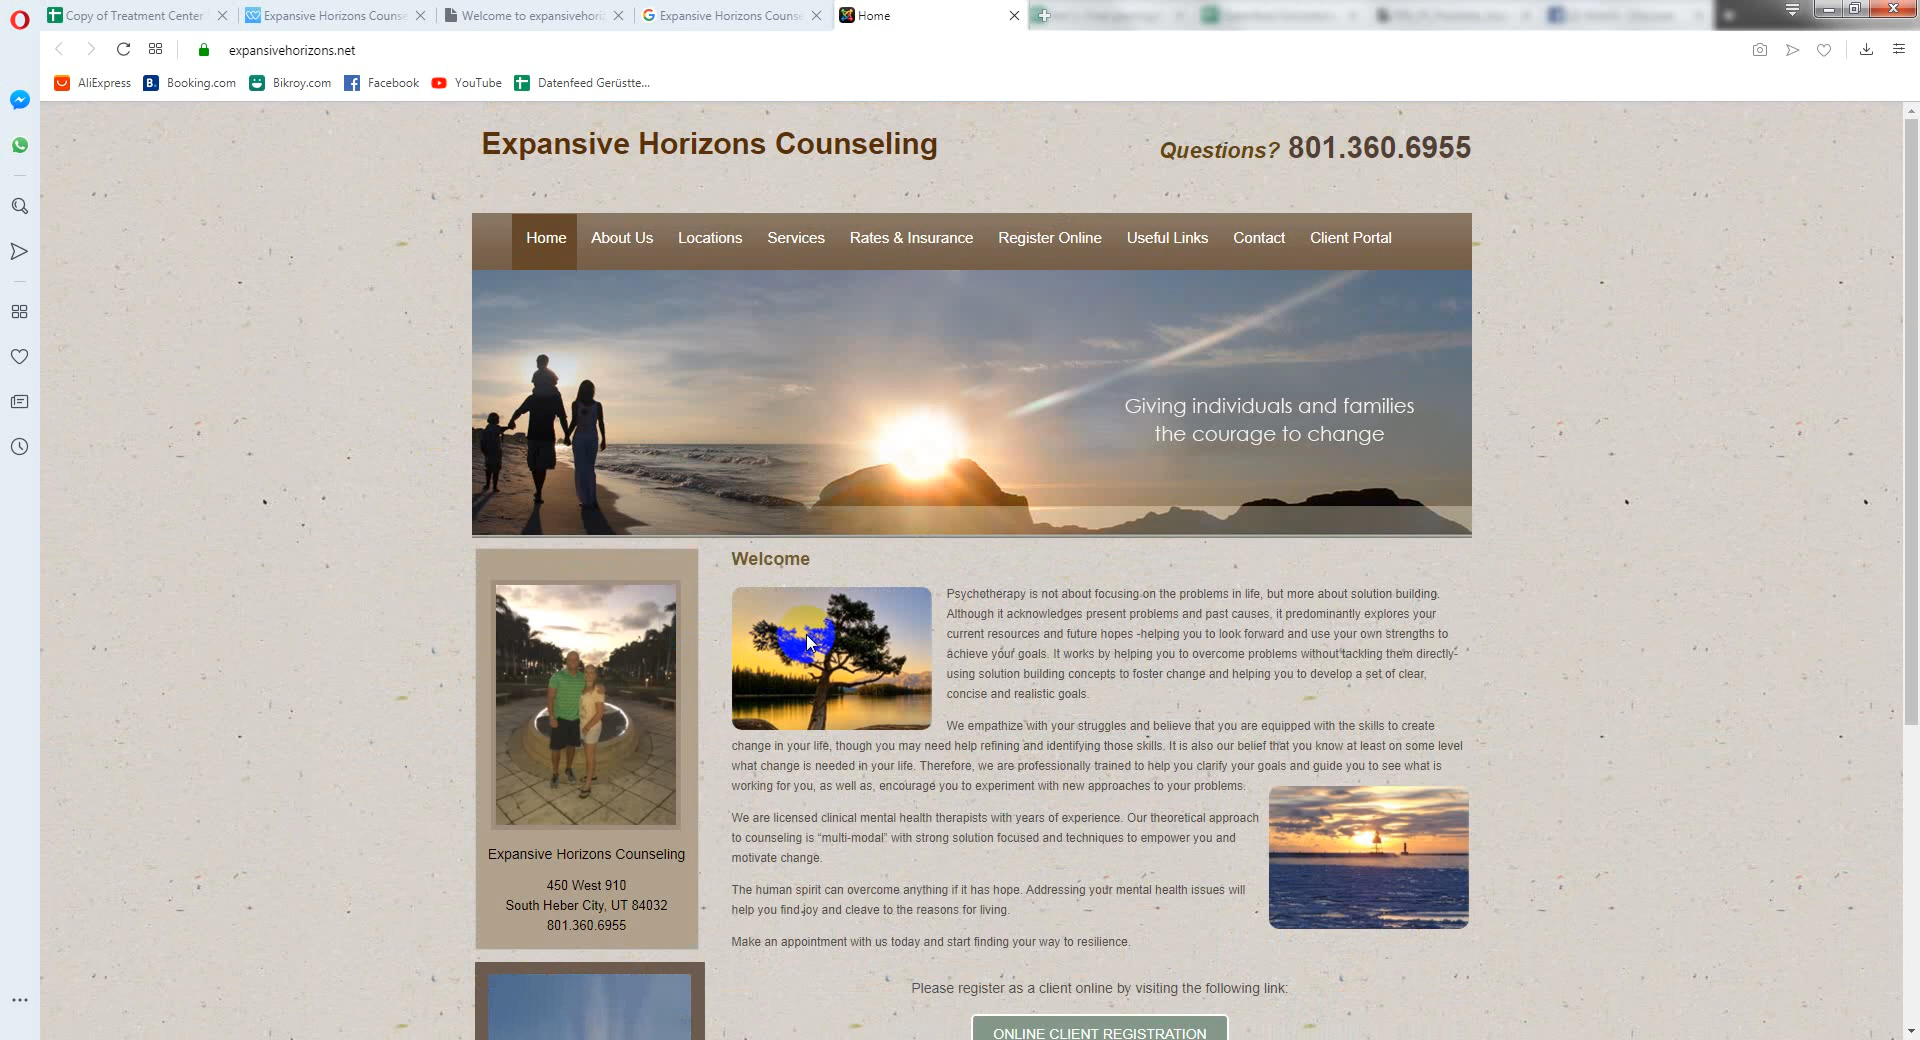 Copy of Treatment Center
Expansive Horizons Counse
Welcome to expansivehoriz
Expansive Horizons Counse
Home
expansivehorizons.net
AliExpress
B. Booking.com
Bikroy.com
Facebook
YouTube
Datenfeed Gerüstte...
Expansive Horizons Counseling
Questions? 801.360.6955
Home
About Us
Locations
Services
Rates & Insurance
Register Online
Useful Links
Contact
Client Portal
Giving individuals and families
the courage to change
Expansive Horizons Counseling
450 West 910
South Heber City, UT 84032
801.360.6955
Welcome
Psychotherapy is not about focusing on the problems in life, but more about solution building.
Although it acknowledges present problems and past causes, it predominantly explores your
current resources and future hopes -helping you to look forward and use your own strengths to
achieve your goals. It works by helping you to overcome problems without tackling them directly-
using solution building concepts to foster change and helping you to develop a set of clear,
concise and realistic goals.
We empathize with your struggles and believe that you are equipped with the skills to create
change in your life, though you may need help refining and identifying those skills. It is also our belief that you know at least on some level
what change is needed in your life. Therefore, we are professionally trained to help you clarify your goals and guide you to see what is
working for you, as well as, encourage you to experiment with new approaches to your problems.
We are licensed clinical mental health therapists with years of experience. Our theoretical approach
to counseling is “multi-modal” with strong solution focused and techniques to empower you and
motivate change.
The human spirit can overcome anything if it has hope. Addressing your mental health issues will
help you find joy and cleave to the reasons for living.
Make an appointment with us today and start finding your way to resilience.
Please register as a client online by visiting the following link:
ONLINE CLIENT REGISTRATION